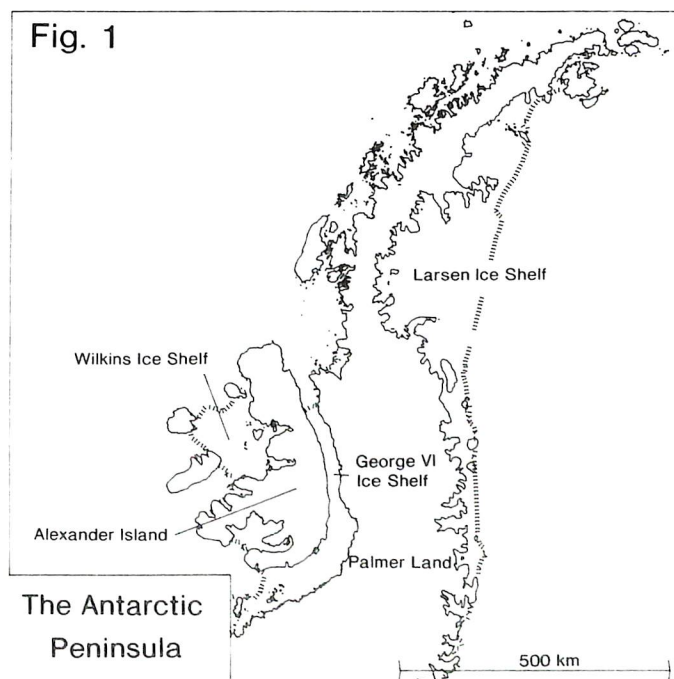 Fig. 1
Larsen Ice Shelf
Wilkins Ice Shelf
George VI
Ice Shelf
Alexander Island
Palmer Land
The Antarctic
Peninsula
500 km